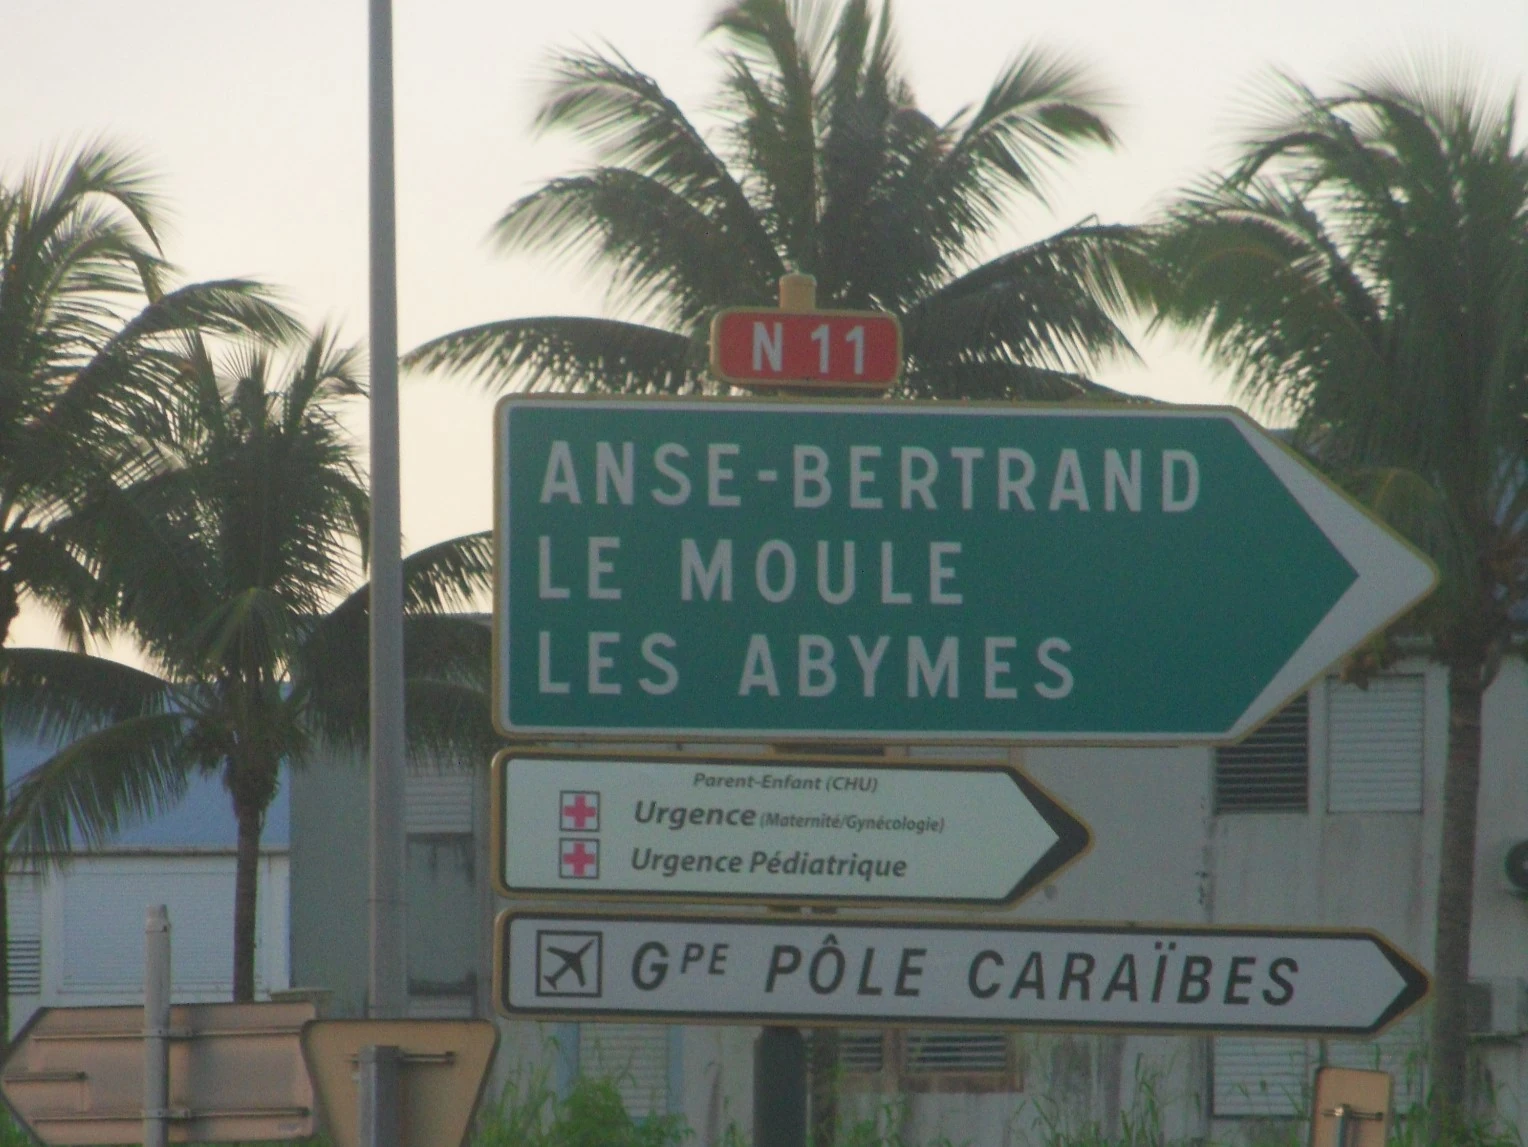 N 11
ANSE-BERTRAND
LE MOULE
LES ABYMES
Parent-Enfant (CHU)
Urgence (Maternité/Gynécologie)
Urgence Pédiatrique
GPE PÔLE CARAÏBES